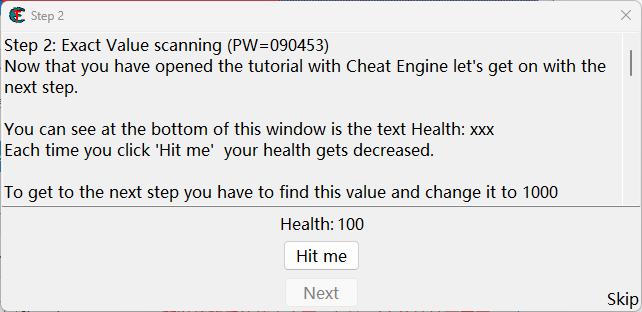 Step 2
Step 2: Exact Value scanning (PW=090453)
Now that you have opened the tutorial with Cheat Engine let's get on with the
next step.
You can see at the bottom of this window is the text Health: xxx
Each time you click 'Hit me'  your health gets decreased.
To get to the next step you have to find this value and change it to 1000
Health: 100
Hit me
Next
Skip